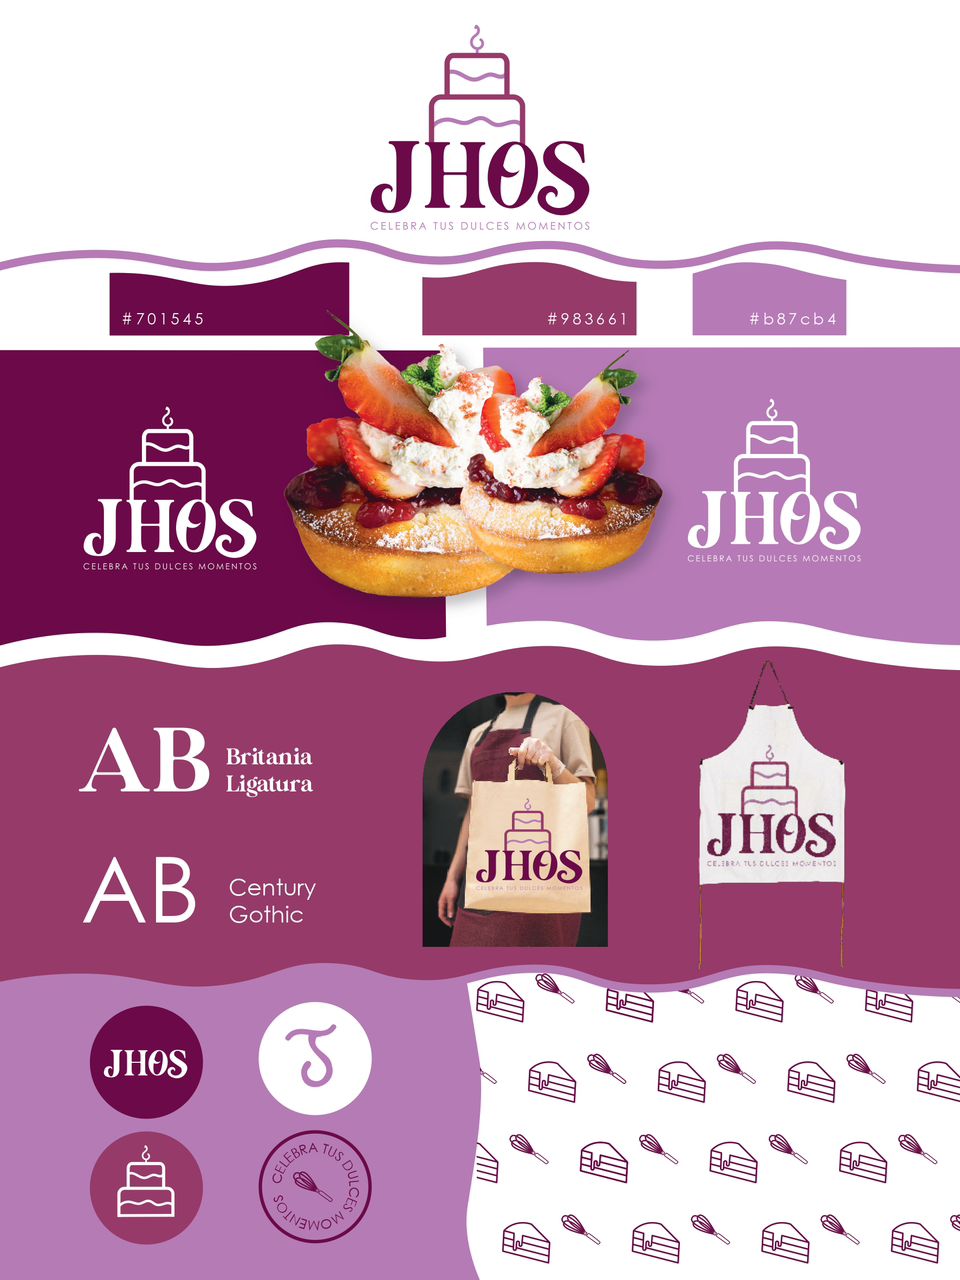 JHOS
CELEBRA TUS DULCES MOMENTOS
#701545
#983661
#b87cb4
JHOS
CELEBRA TUS DULCES MOMENTOS
JHOS
CELEBRA TUS DULCES MOMENTOS
AB
Britania
Ligatura
JHOS
CELEBRA TUS DULCES MOMENTOS
JHOS
CELEBRA TUS DULCES MOMENTOS
AB
Century
Gothic
JHOS
J
CELEBRA TUS DULCES MOMENTOS